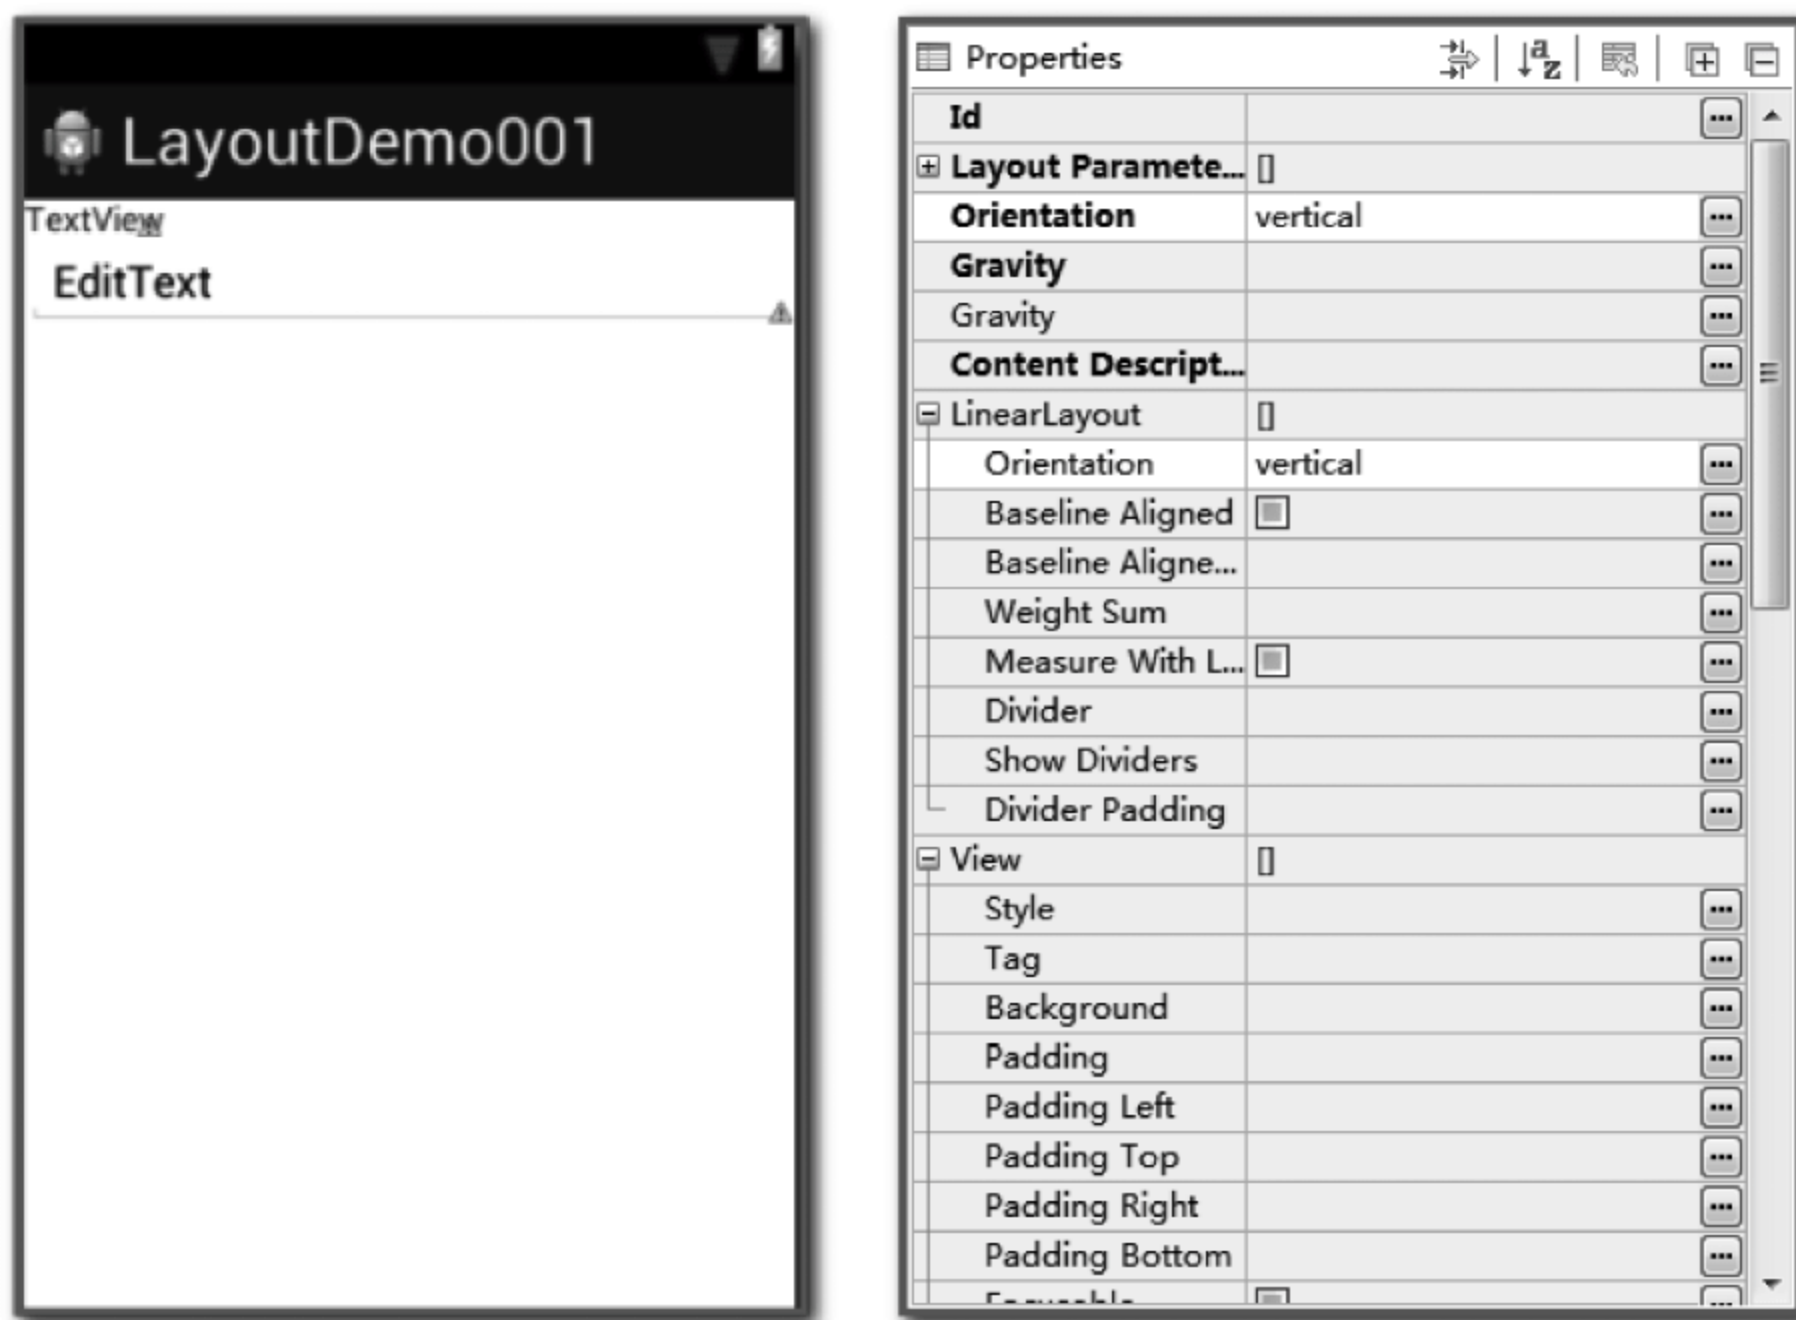 LayoutDemo001
TextView
EditText
Properties
Id
Layout Paramete... []
Orientation vertical
Gravity
Gravity
Content Descript...
LinearLayout []
Orientation vertical
Baseline Aligned
Baseline Aligne...
Weight Sum
Measure With L...
Divider
Show Dividers
Divider Padding
View []
Style
Tag
Background
Padding
Padding Left
Padding Top
Padding Right
Padding Bottom